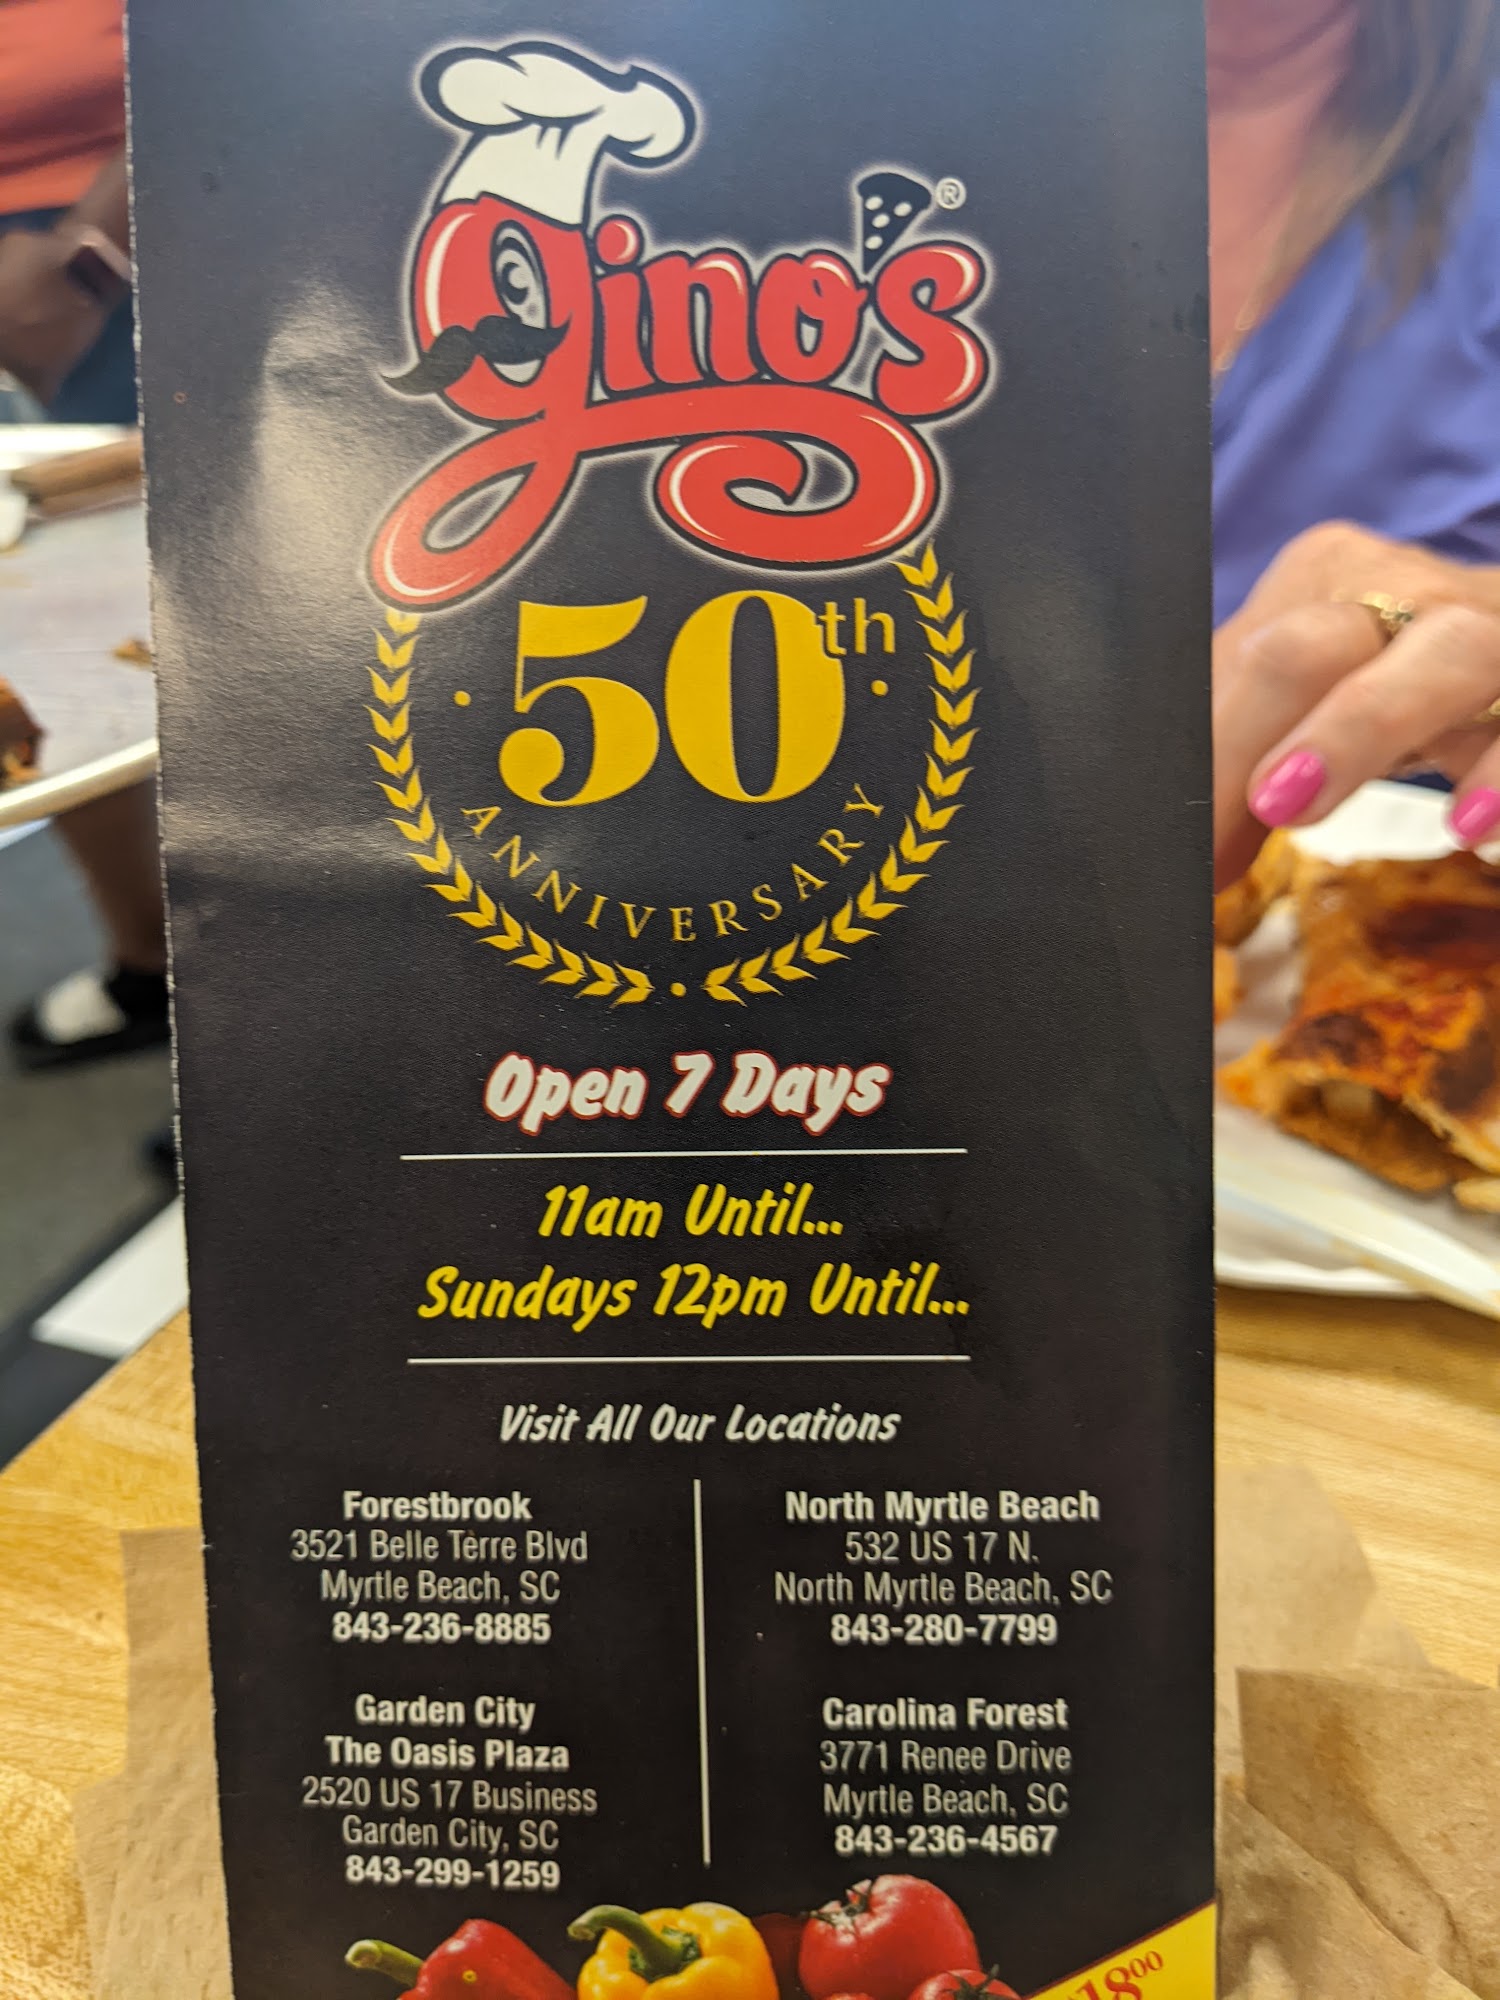 gino's®
50th
ANNIVERSARY
Open 7 Days
11am Until...
Sundays 12pm Until...
Visit All Our Locations
Forestbrook
3521 Belle Terre Blvd
Myrtle Beach, SC
843-236-8885
Garden City
The Oasis Plaza
2520 US 17 Business
Garden City, SC
843-299-1259
North Myrtle Beach
532 US 17 N.
North Myrtle Beach, SC
843-280-7799
Carolina Forest
3771 Renee Drive
Myrtle Beach, SC
843-236-4567
18⁰⁰